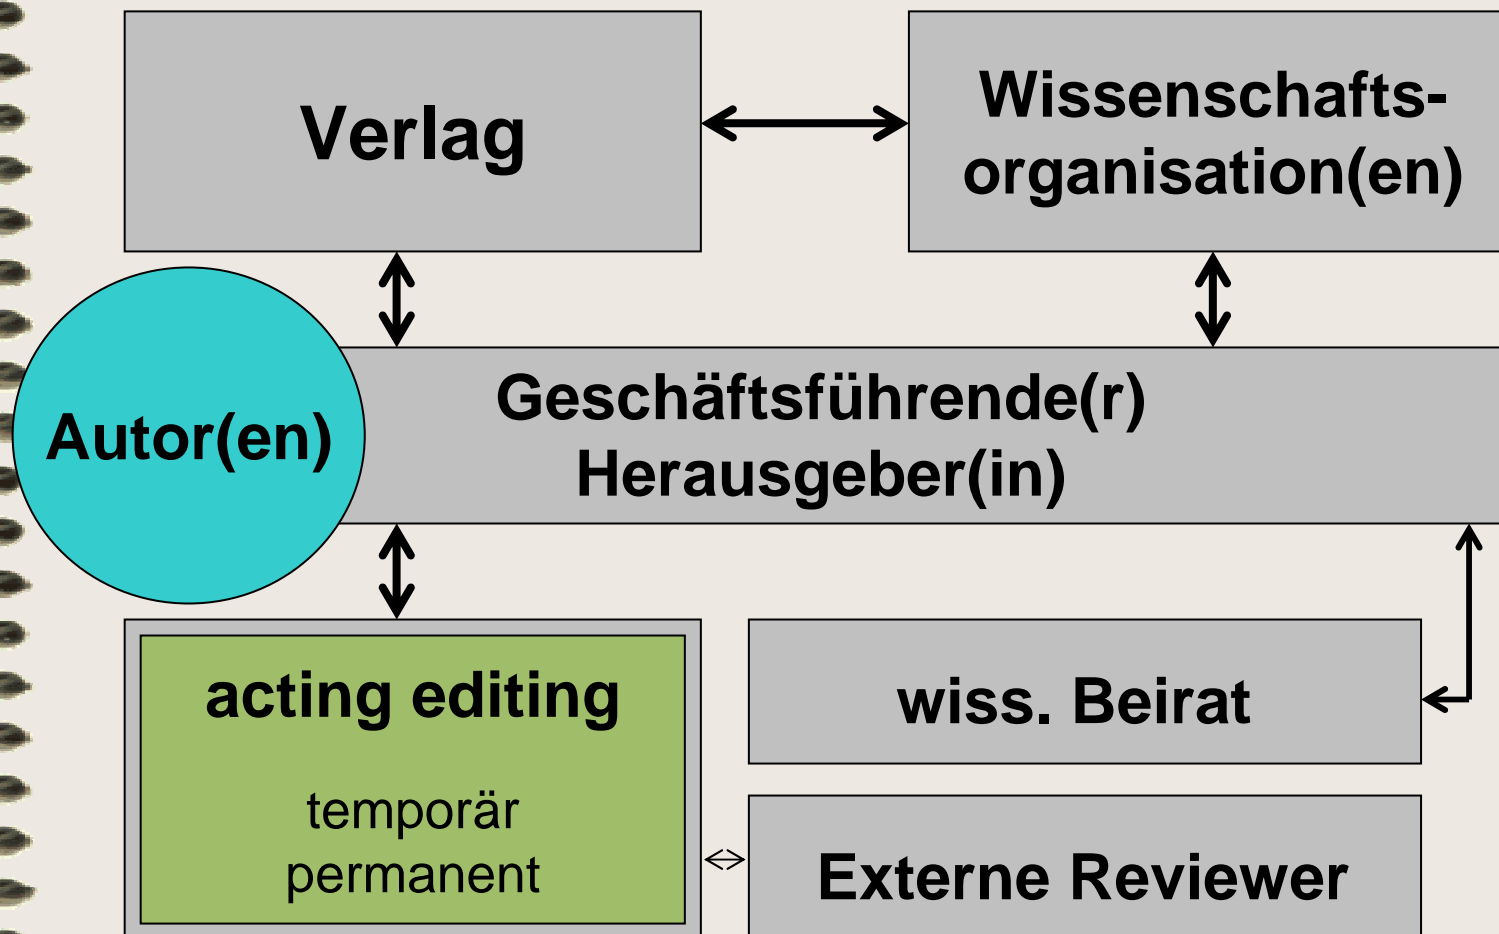 Verlag
Wissenschafts-
organisation(en)
Autor(en)
Geschäftsführende(r)
Herausgeber(in)
acting editing
temporär
permanent
wiss. Beirat
Externe Reviewer